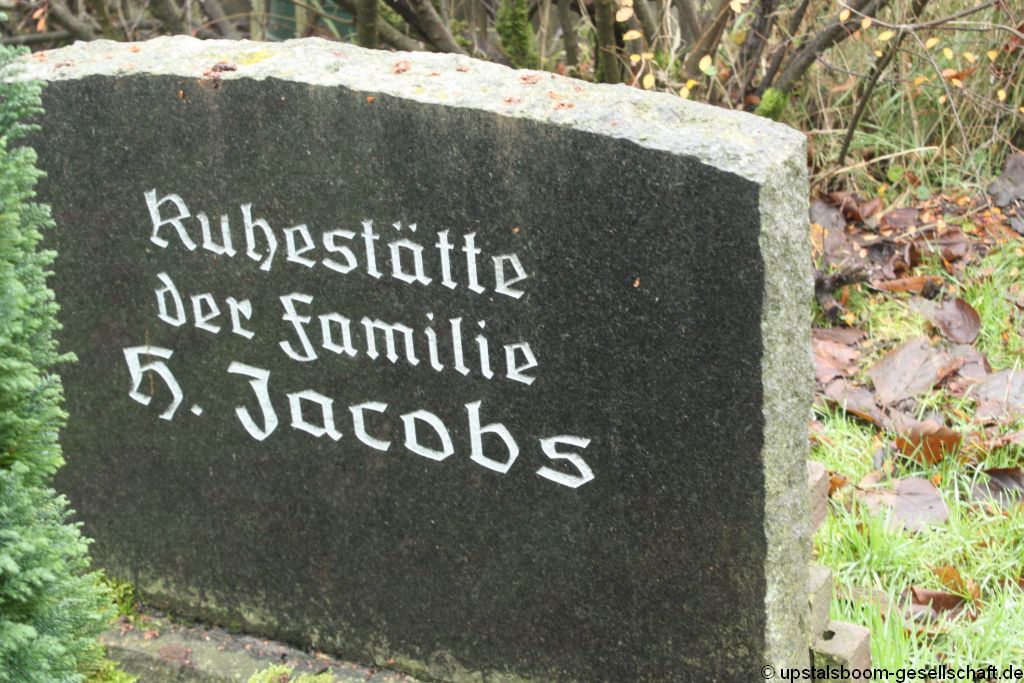 Ruhestätte
der Familie
H. Jacobs
© upstalsboom-gesellschaft.de